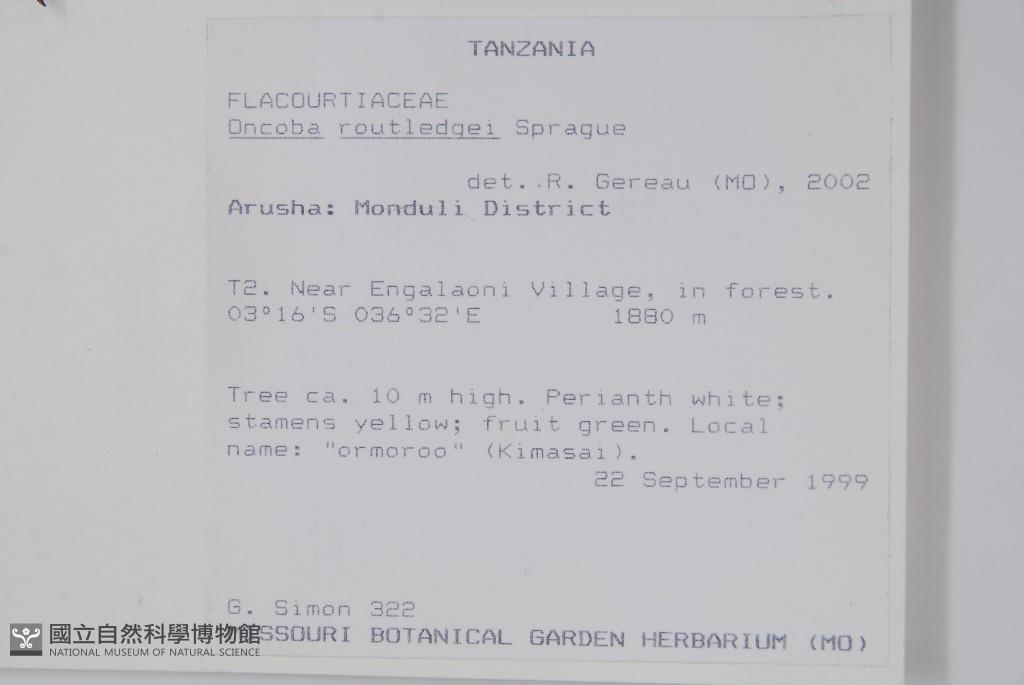 TANZANIA
FLACOURTIACEAE
Oncoba routledgei Sprague
det. R. Gereau (MO), 2002
Arusha: Monduli District
T2. Near Engalaoni Village, in forest.
03°16'S 036°32'E 1880 m
Tree ca. 10 m high. Perianth white;
stamens yellow; fruit green. Local
name: "ormoroo" (Kimasai).
22 September 1999
G. Simon 322
MISSOURI BOTANICAL GARDEN HERBARIUM (MO)
國立自然科學博物館
NATIONAL MUSEUM OF NATURAL SCIENCE